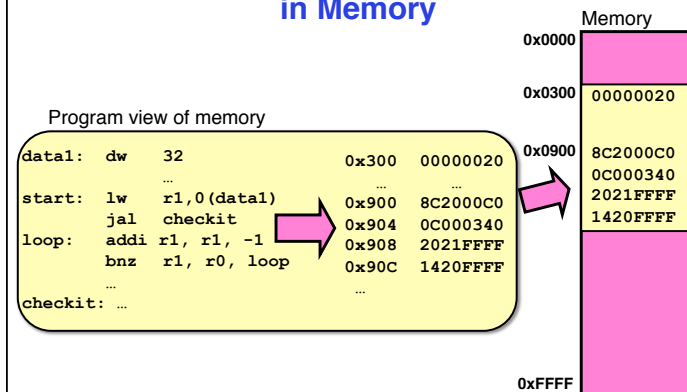 in Memory
Memory
0x0000
0x0300 00000020
Program view of memory
data1: dw 32
…
start: lw r1,0(data1)
jal checkit
loop: addi r1, r1, -1
bnz r1, r0, loop
…
checkit: …
0x300 00000020
… …
0x900 8C2000C0
0x904 0C000340
0x908 2021FFFF
0x90C 1420FFFF
…
0x0900 8C2000C0
0C000340
2021FFFF
1420FFFF
0xFFFF